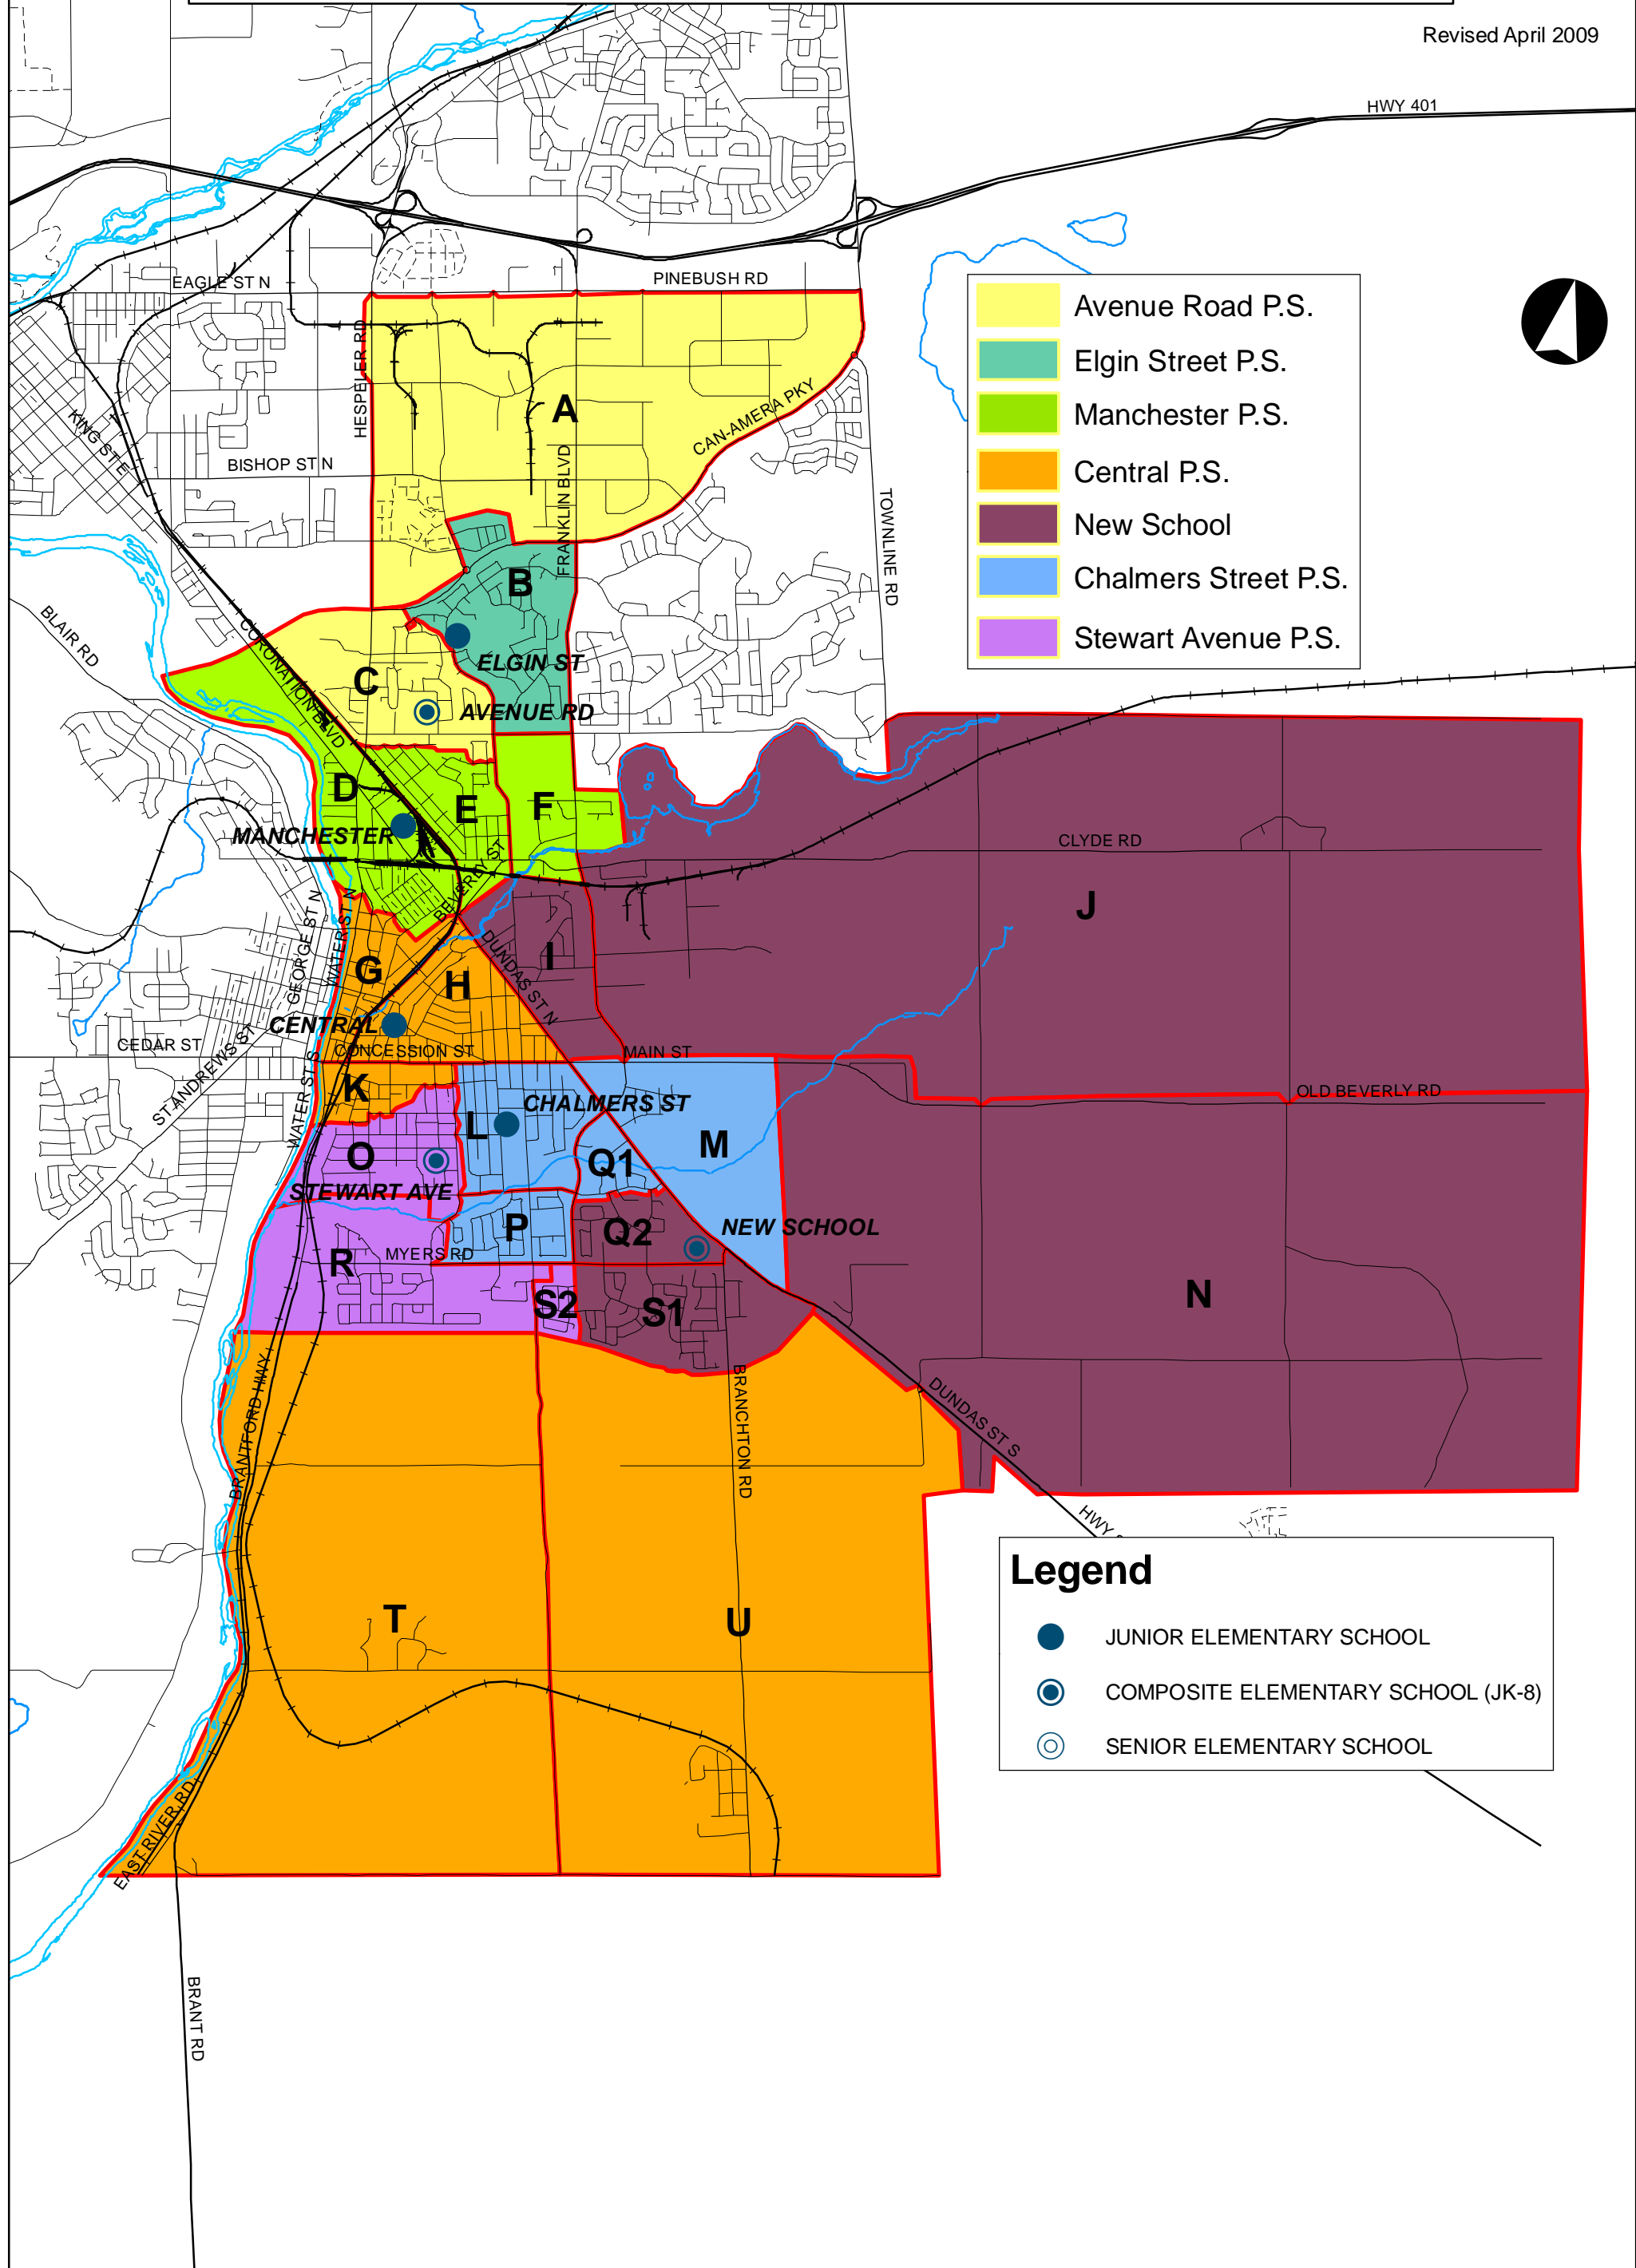 Revised April 2009
HWY 401
PINEBUSH RD
EAGLE ST N
HESPELER RD
Avenue Road P.S.
Elgin Street P.S.
Manchester P.S.
Central P.S.
New School
Chalmers Street P.S.
Stewart Avenue P.S.
A
CAN-AMERA PKY
KING ST E
BISHOP ST N
FRANKLIN BLVD
TOWNLINE RD
B
BLAIR RD
CORONATION BLVD
ELGIN ST
C
AVENUE RD
D
E
F
MANCHESTER
CLYDE RD
BEVERLY ST
J
GEORGE ST N
WATER ST N
DUNDAS ST N
I
G
H
CENTRAL
CEDAR ST
ST ANDREWS ST
CONCESSION ST
MAIN ST
K
OLD BEVERLY RD
WATER ST S
CHALMERS ST
L
M
O
Q1
STEWART AVE
P
Q2
NEW SCHOOL
R
MYERS RD
S2
S1
N
BRANTFORD HWY
BRANCHTON RD
DUNDAS ST S
HWY
T
U
Legend
JUNIOR ELEMENTARY SCHOOL
COMPOSITE ELEMENTARY SCHOOL (JK-8)
SENIOR ELEMENTARY SCHOOL
EAST RIVER RD
BRANT RD